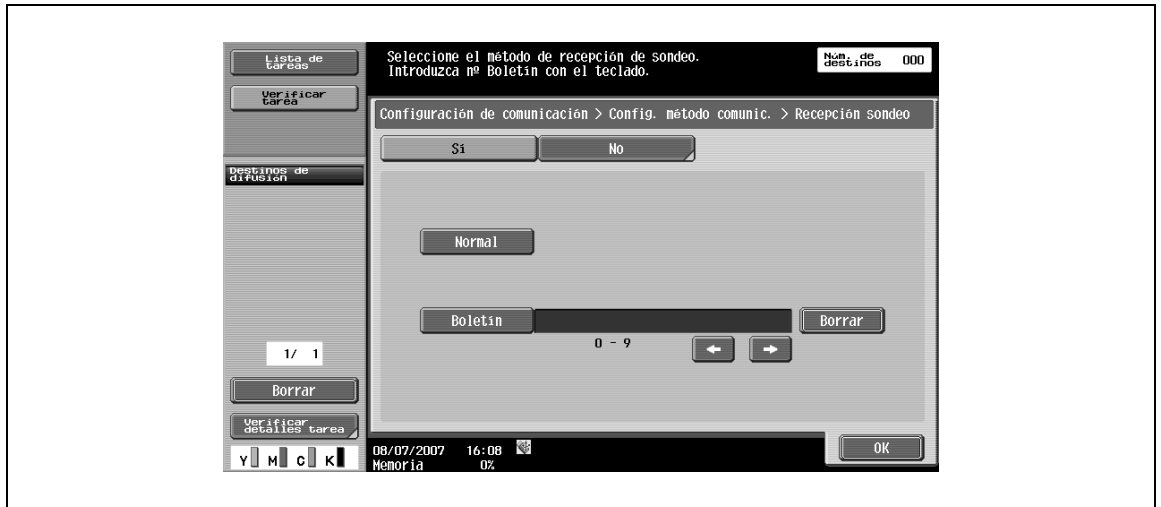 Lista de
tareas
Verificar
tarea
Destinos de
difusión
1/ 1
Borrar
Verificar
detalles tarea
Y M C K
Seleccione el método de recepción de sondeo.
Introduzca nº Boletín con el teclado.
Núm. de
destinos 000
Configuración de comunicación > Config. método comunic. > Recepción sondeo
Sí No
Normal
Boletín Borrar
0 - 9
OK
08/07/2007 16:08
Memoria 0%